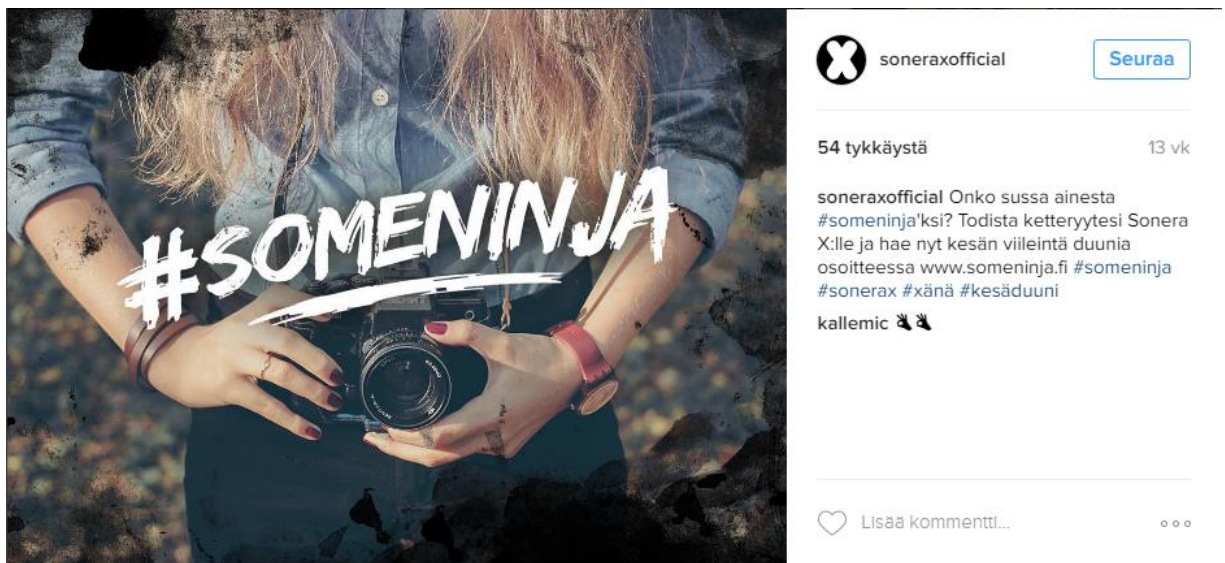 #SOMENINJA
soneraxofficial
Seuraa
54 tykkäystä
13 vk
soneraxofficial Onko sussa ainesta
#someninja'ksi? Todista ketteryytesi Sonera
X:lle ja hae nyt kesän viileintä duunia
osoitteessa www.someninja.fi #someninja
#sonerax #xänä #kesäduuni
kallemic 👌👌
Lisää kommentti...